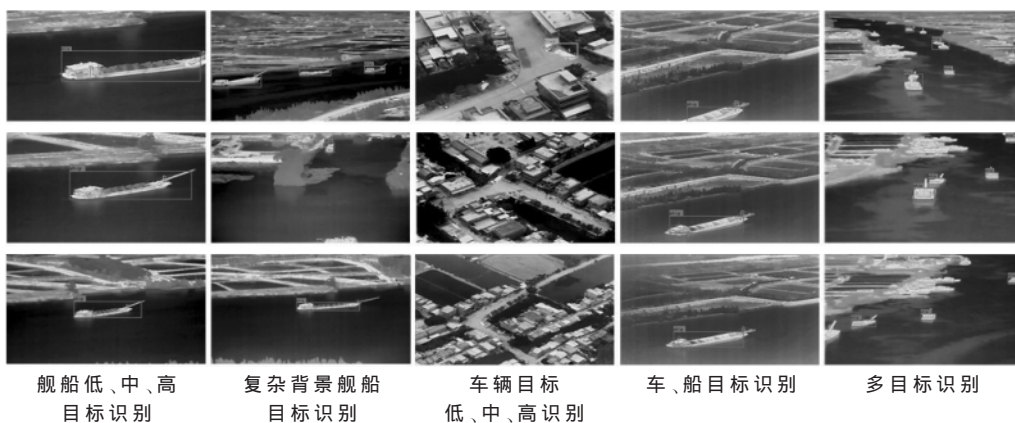 舰船低、中、高
目标识别
复杂背景舰船
目标识别
车辆目标
低、中、高识别
车、船目标识别
多目标识别